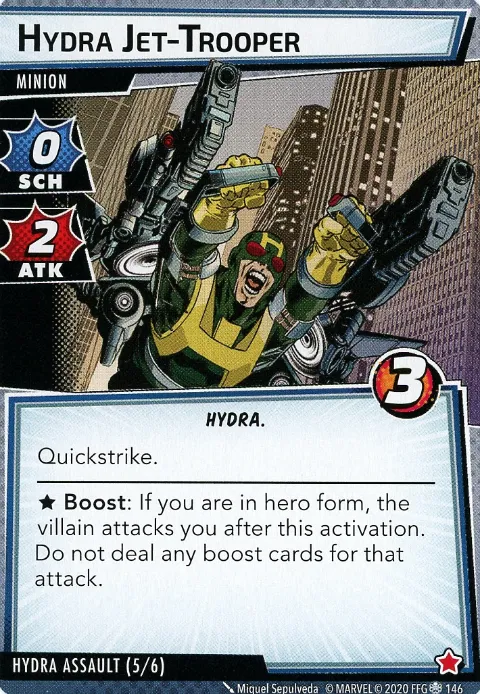 HYDRA JET-TROOPER
MINION
0
SCH
2
ATK
3
HYDRA.
Quickstrike.
★ Boost: If you are in hero form, the
villain attacks you after this activation.
Do not deal any boost cards for that
attack.
HYDRA ASSAULT (5/6)
Miguel Sepulveda © MARVEL © 2020 FFG 146